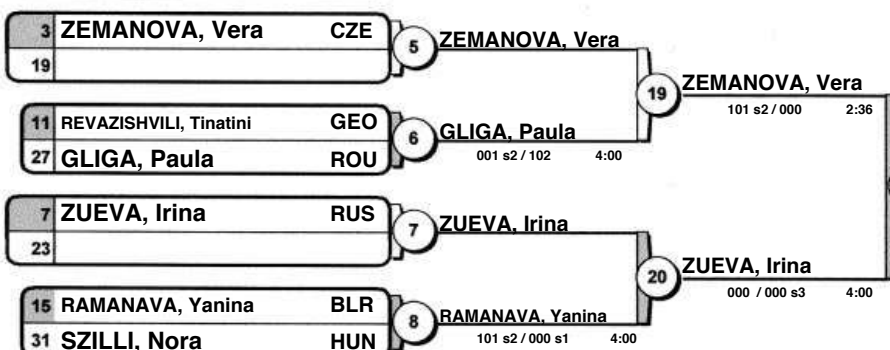 3 ZEMANOVA, Vera CZE
19
5
ZEMANOVA, Vera
11 REVAZISHVILI, Tinatini GEO
27 GLIGA, Paula ROU
6
GLIGA, Paula
001 s2 / 102 4:00
19
ZEMANOVA, Vera
101 s2 / 000 2:36
7 ZUEVA, Irina RUS
23
7
ZUEVA, Irina
15 RAMANAVA, Yanina BLR
31 SZILLI, Nora HUN
8
RAMANAVA, Yanina
101 s2 / 000 s1 4:00
20
ZUEVA, Irina
000 / 000 s3 4:00